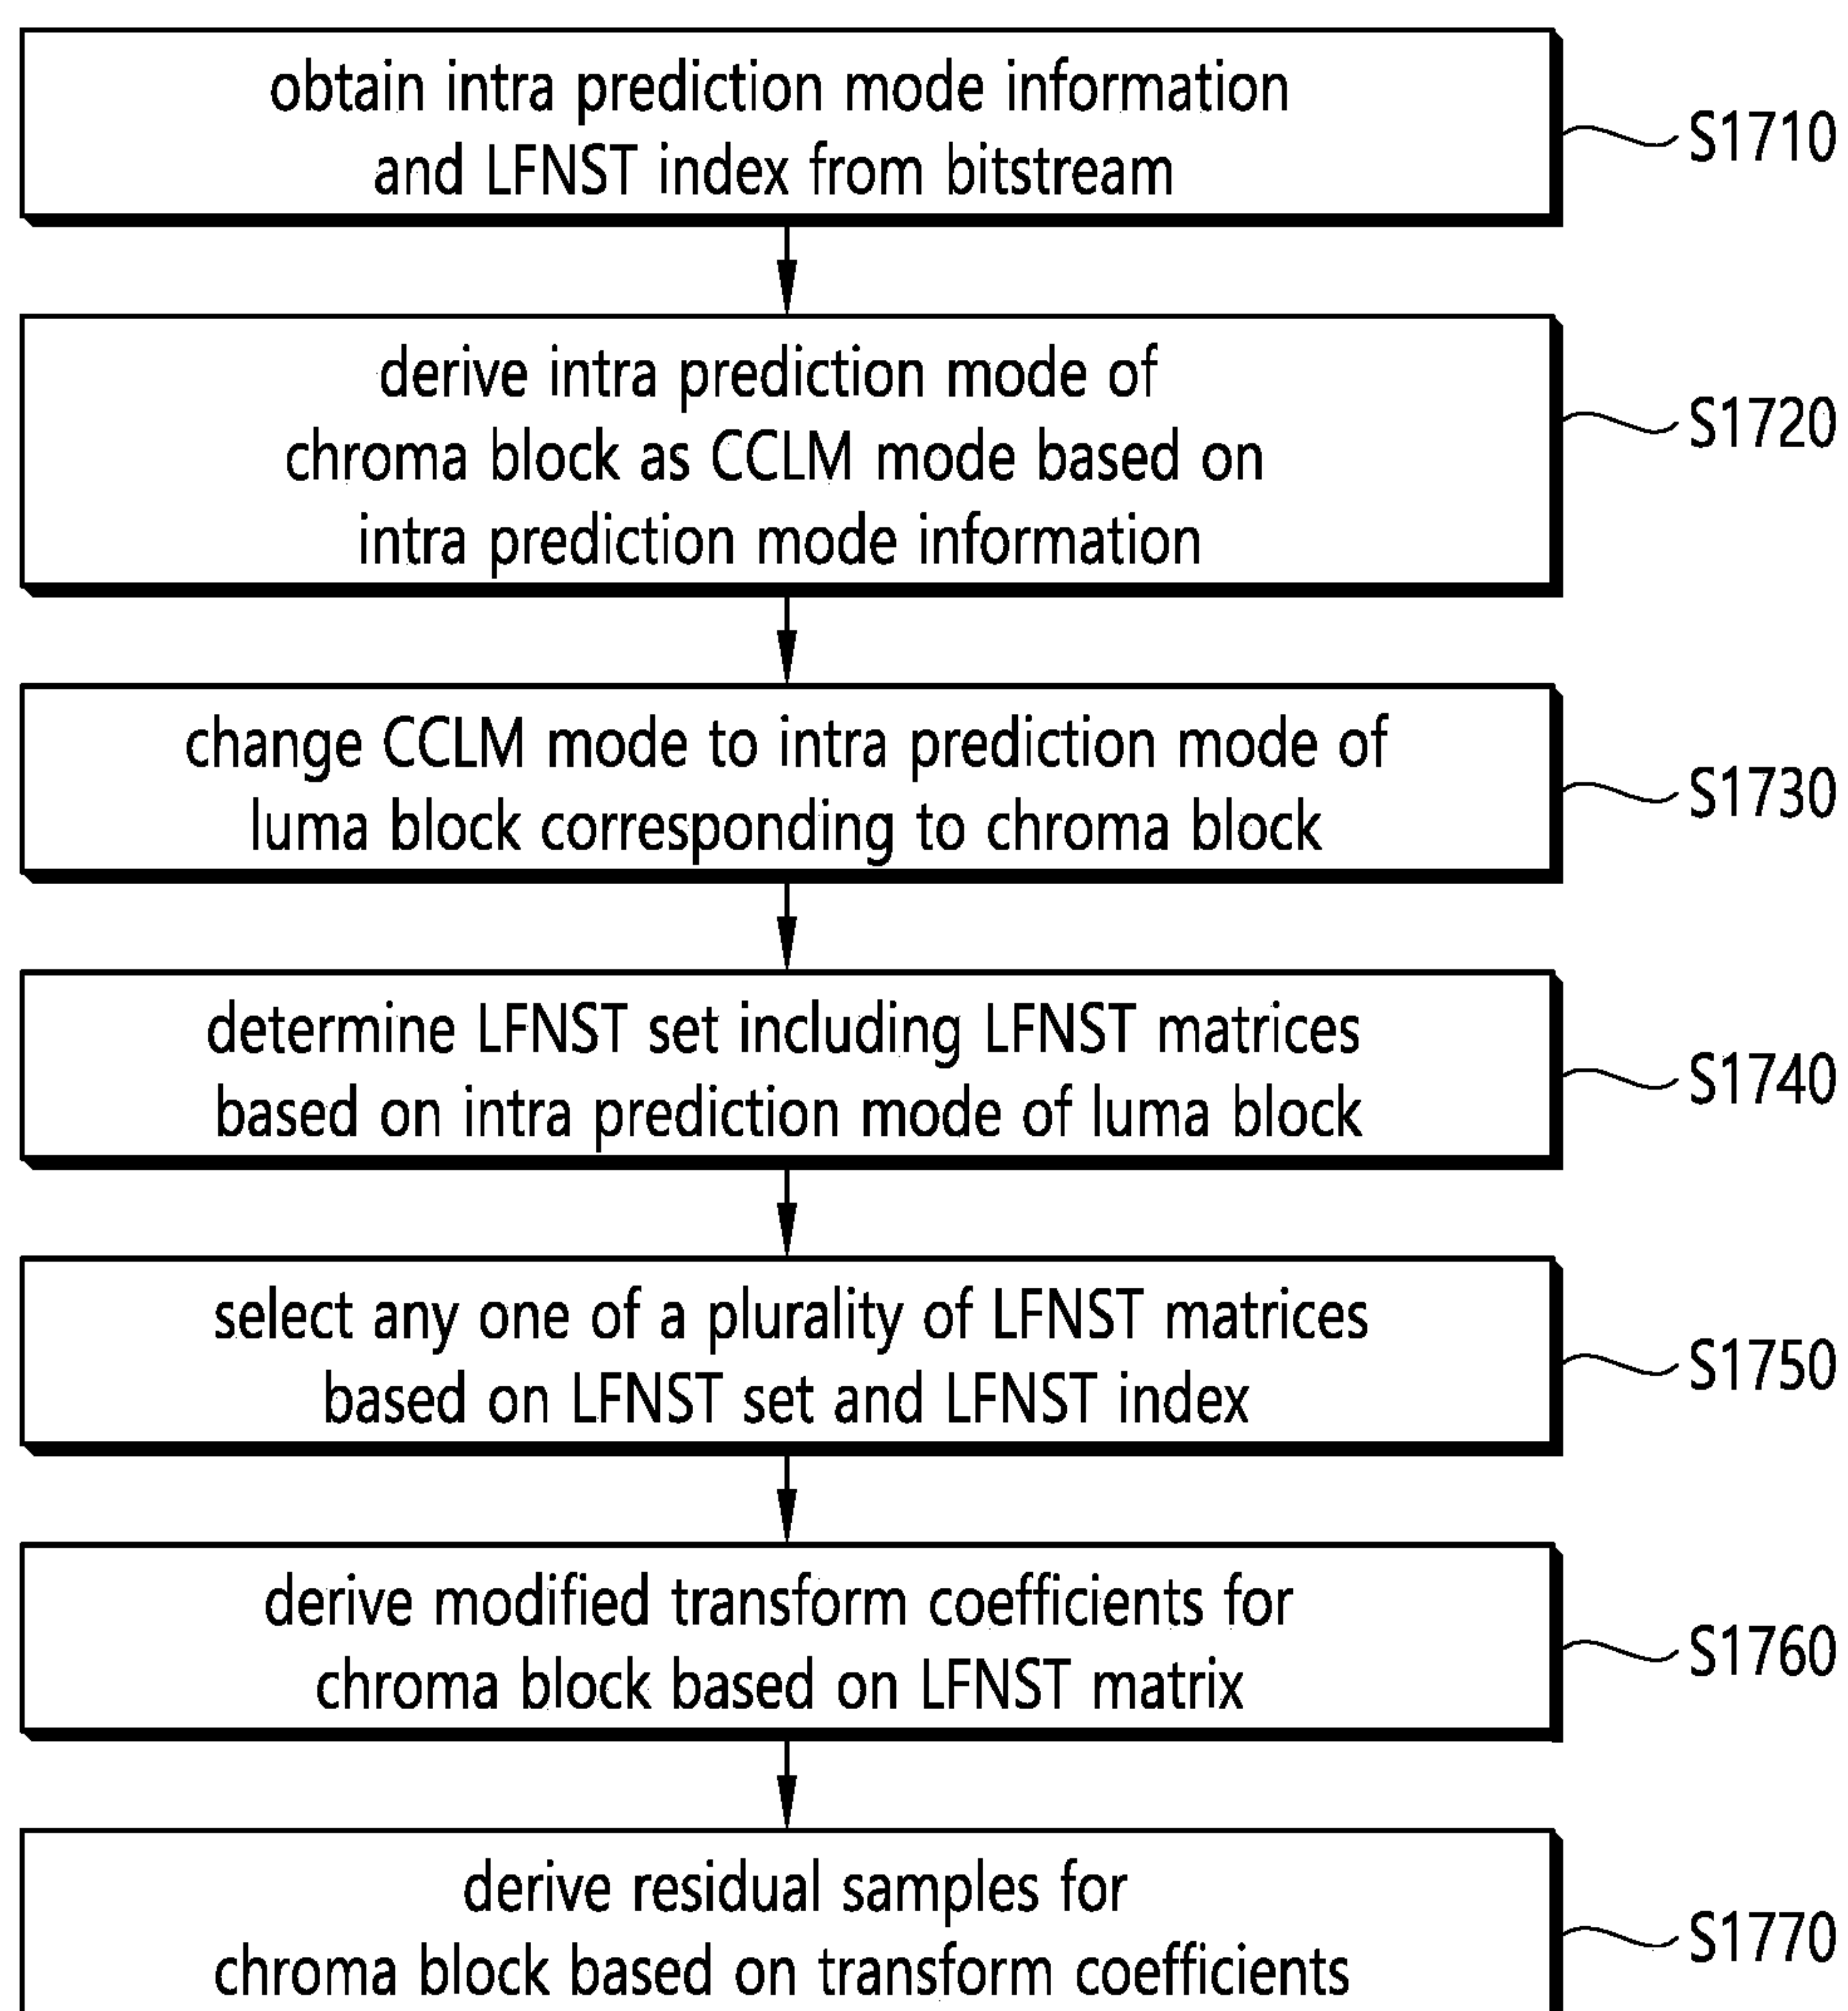 obtain intra prediction mode information
and LFNST index from bitstream
S1710
derive intra prediction mode of
chroma block as CCLM mode based on
intra prediction mode information
S1720
change CCLM mode to intra prediction mode of
luma block corresponding to chroma block
S1730
determine LFNST set including LFNST matrices
based on intra prediction mode of luma block
S1740
select any one of a plurality of LFNST matrices
based on LFNST set and LFNST index
S1750
derive modified transform coefficients for
chroma block based on LFNST matrix
S1760
derive residual samples for
chroma block based on transform coefficients
S1770